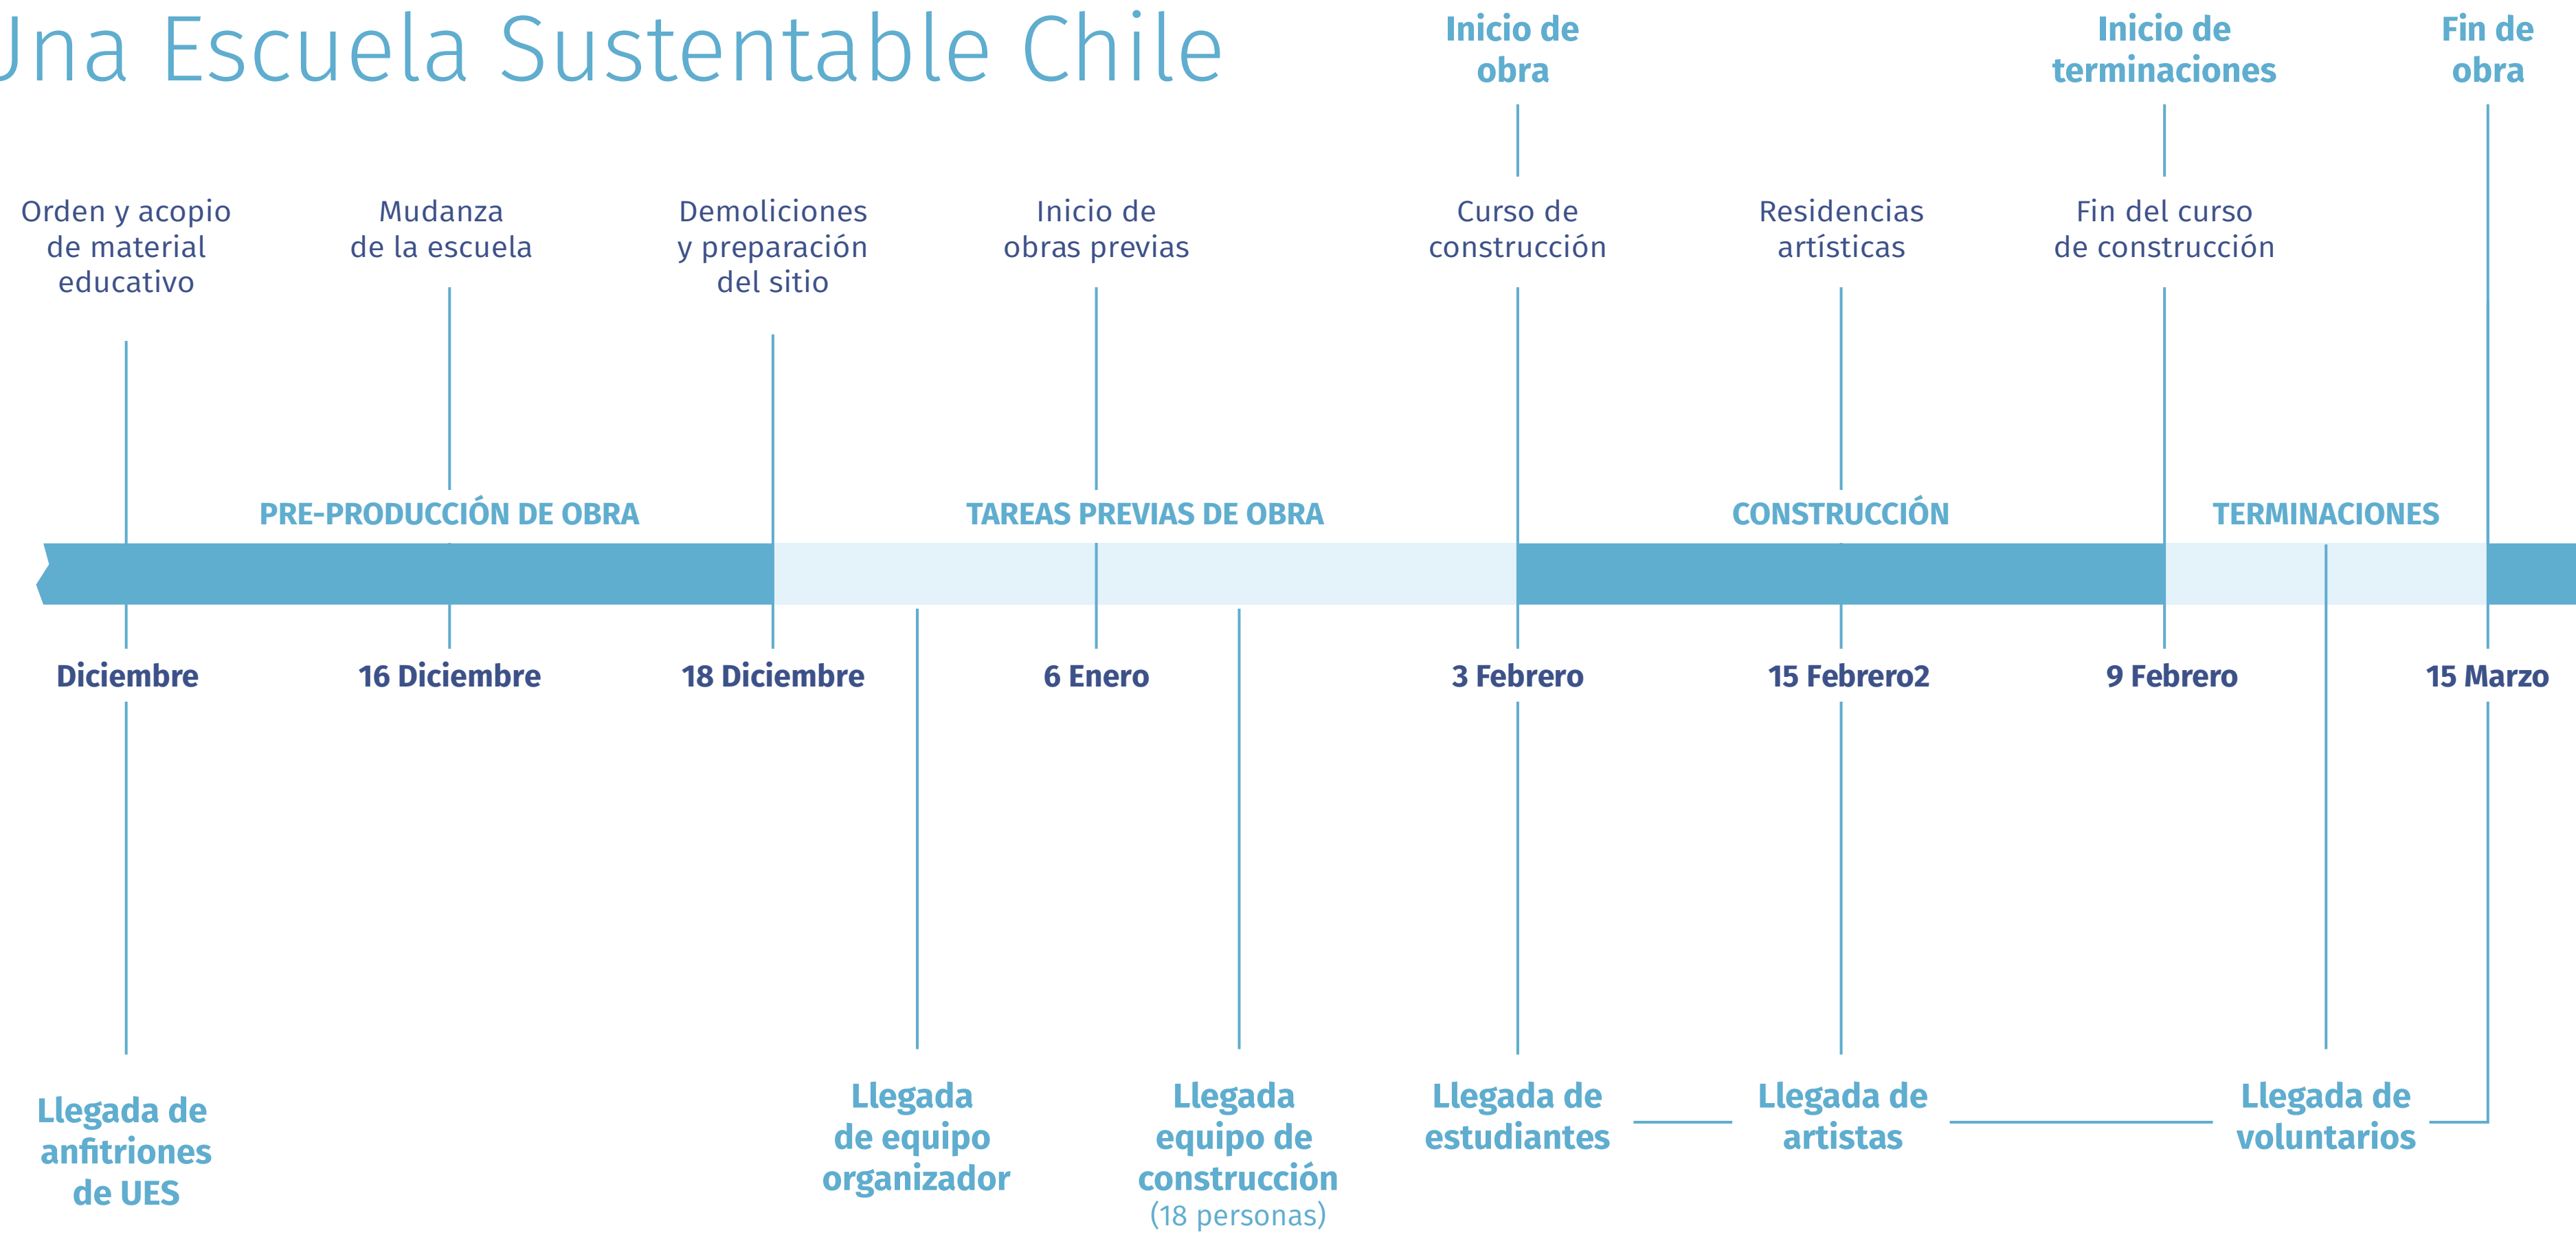 Una Escuela Sustentable Chile
Inicio de
obra
Inicio de
terminaciones
Fin de
obra
Orden y acopio
de material
educativo
Mudanza
de la escuela
Demoliciones
y preparación
del sitio
Inicio de
obras previas
Curso de
construcción
Residencias
artísticas
Fin del curso
de construcción
PRE-PRODUCCIÓN DE OBRA
TAREAS PREVIAS DE OBRA
CONSTRUCCIÓN
TERMINACIONES
Diciembre
16 Diciembre
18 Diciembre
6 Enero
3 Febrero
15 Febrero2
9 Febrero
15 Marzo
Llegada de
anfitriones
de UES
Llegada
de equipo
organizador
Llegada
equipo de
construcción
(18 personas)
Llegada de
estudiantes
Llegada de
artistas
Llegada de
voluntarios